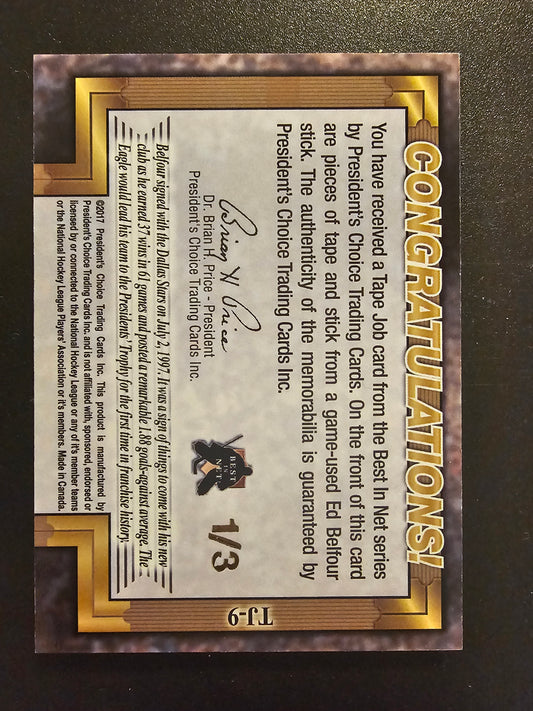 CONGRATULATIONS!
You have received a Tape Job card from the Best In Net series
by President's Choice Trading Cards. On the front of this card
are pieces of tape and stick from a game-used Ed Belfour
stick. The authenticity of the memorabilia is guaranteed by
President's Choice Trading Cards Inc.
Brian H Price
Dr. Brian H. Price - President
President's Choice Trading Cards Inc.
BEST
IN
NET
1/3
Belfour signed with the Dallas Stars on July 2, 1997. It was a sign of things to come with his new
club as he earned 37 wins in 61 games and posted a remarkable 1.88 goals-against average. The
Eagle would lead his team to the Presidents' Trophy for the first time in franchise history.
©2017 President's Choice Trading Cards Inc. This product is manufactured by
President's Choice Trading Cards Inc. and is not affiliated with, sponsored, endorsed or
licensed by or connected to the National Hockey League or any of it's member teams
or the National Hockey League Players' Association or it's members. Made in Canada.
TJ-9